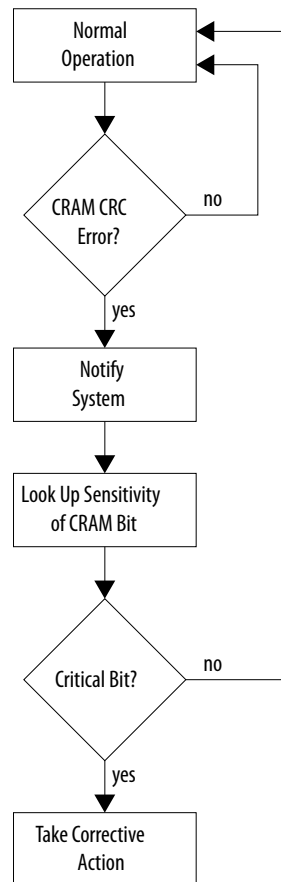 Normal
Operation
CRAM CRC
Error?
no
yes
Notify
System
Look Up Sensitivity
of CRAM Bit
Critical Bit?
no
yes
Take Corrective
Action